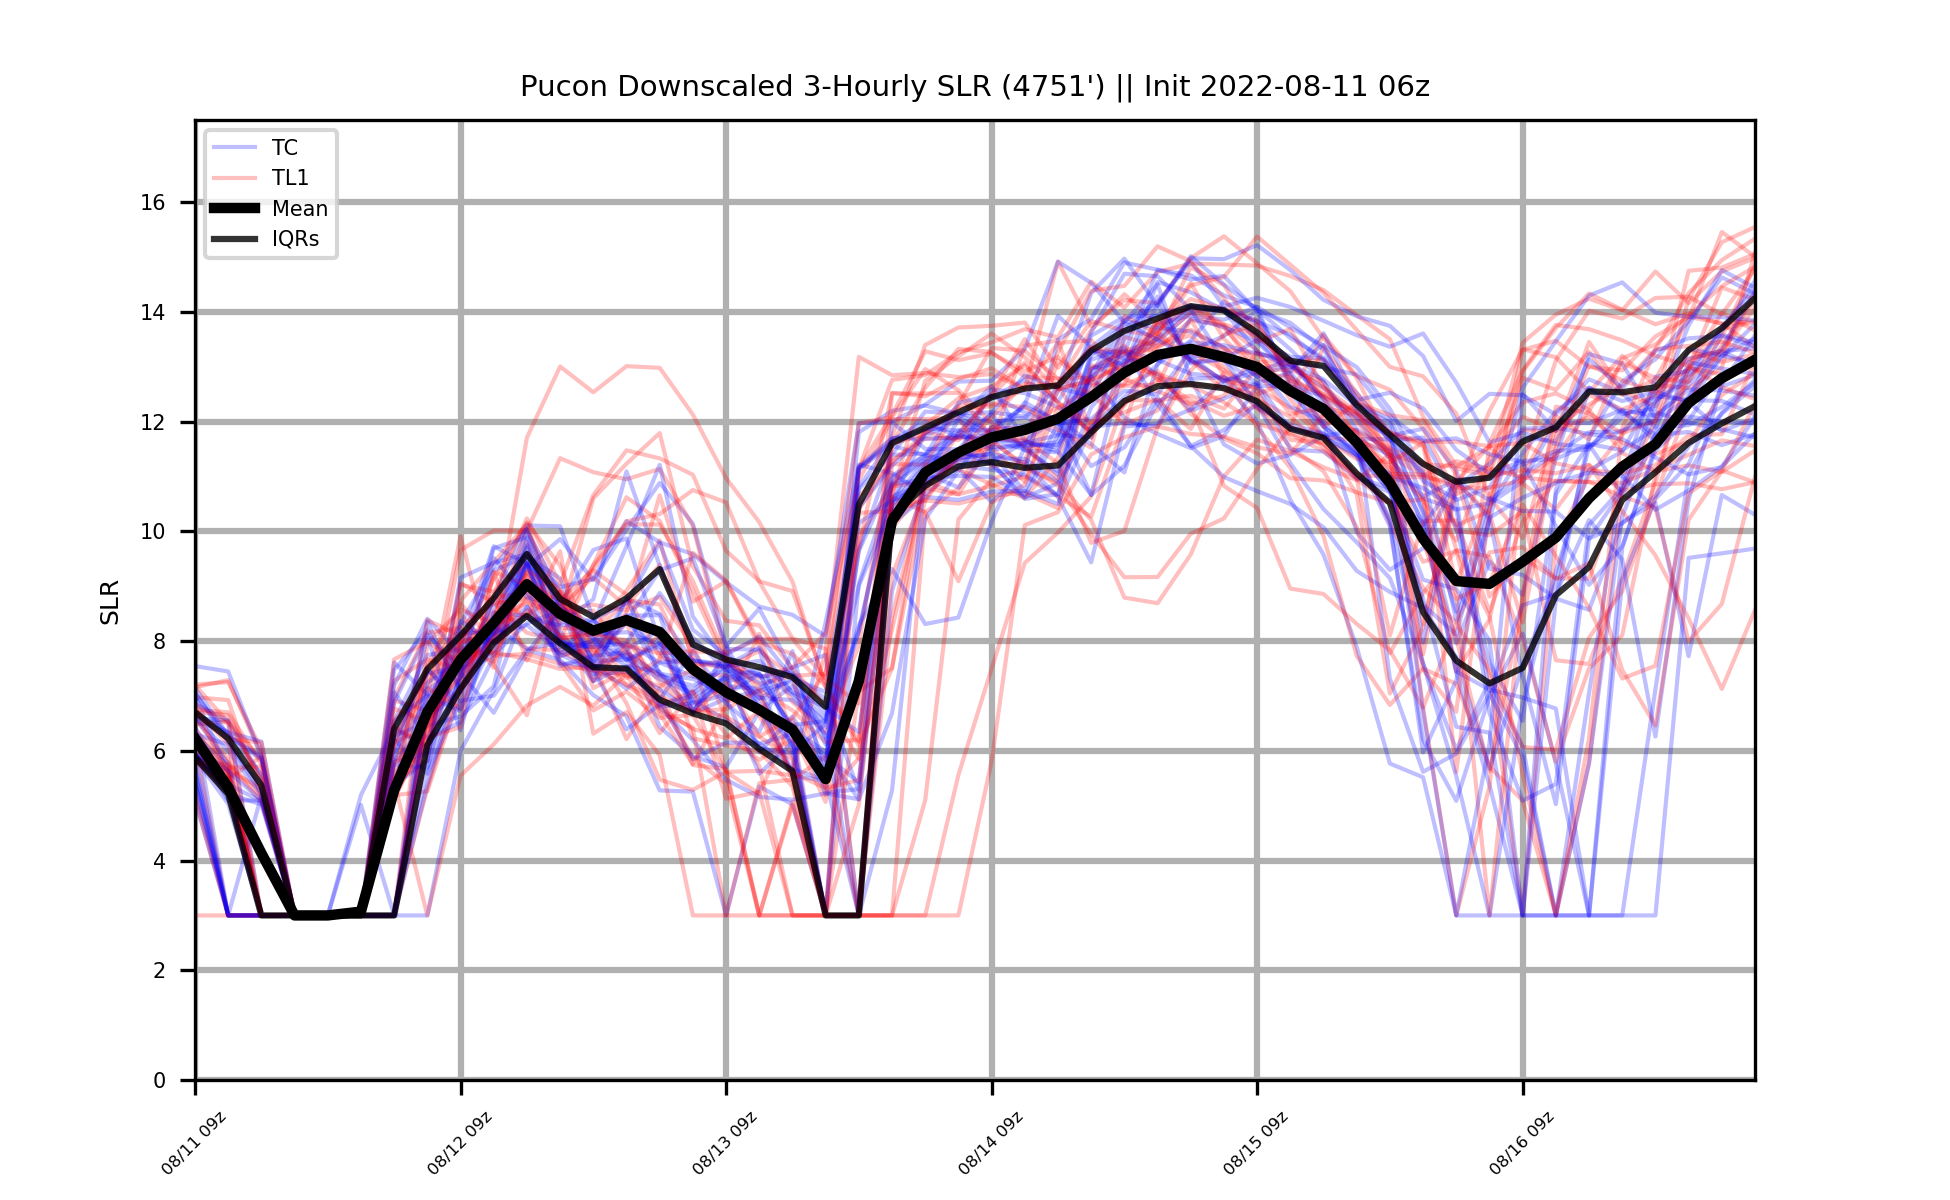 Pucon Downscaled 3-Hourly SLR (4751') || Init 2022-08-11 06z
TC
TL1
Mean
IQRs
SLR
16
14
12
10
8
6
4
2
0
08/11 09z
08/12 09z
08/13 09z
08/14 09z
08/15 09z
08/16 09z